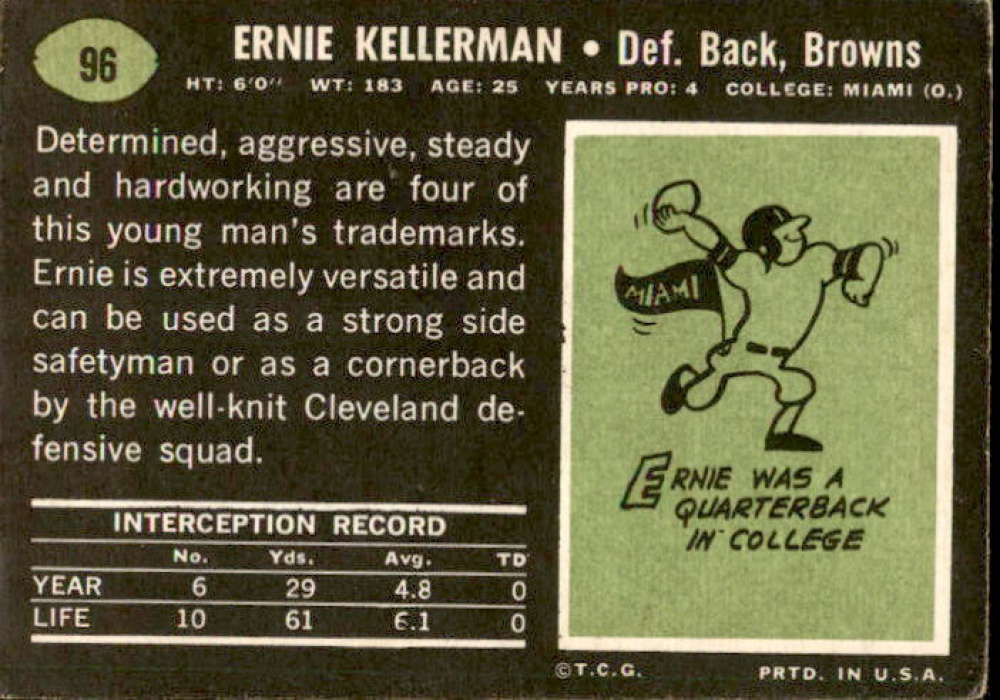 96
ERNIE KELLERMAN • Def. Back, Browns
HT: 6'0" WT: 183 AGE: 25 YEARS PRO: 4 COLLEGE: MIAMI (O.)
Determined, aggressive, steady
and hardworking are four of
this young man's trademarks.
Ernie is extremely versatile and
can be used as a strong side
safetyman or as a cornerback
by the well-knit Cleveland de-
fensive squad.
INTERCEPTION RECORD
No. Yds. Avg. TD
YEAR 6 29 4.8 0
LIFE 10 61 6.1 0
MIAMI
ERNIE WAS A
QUARTERBACK
IN COLLEGE
©T.C.G. PRTD. IN U.S.A.